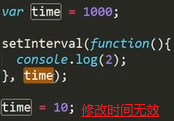 var time = 1000;
setInterval(function(){
console.log(2);
}, time);
time = 10; 修改时间无效